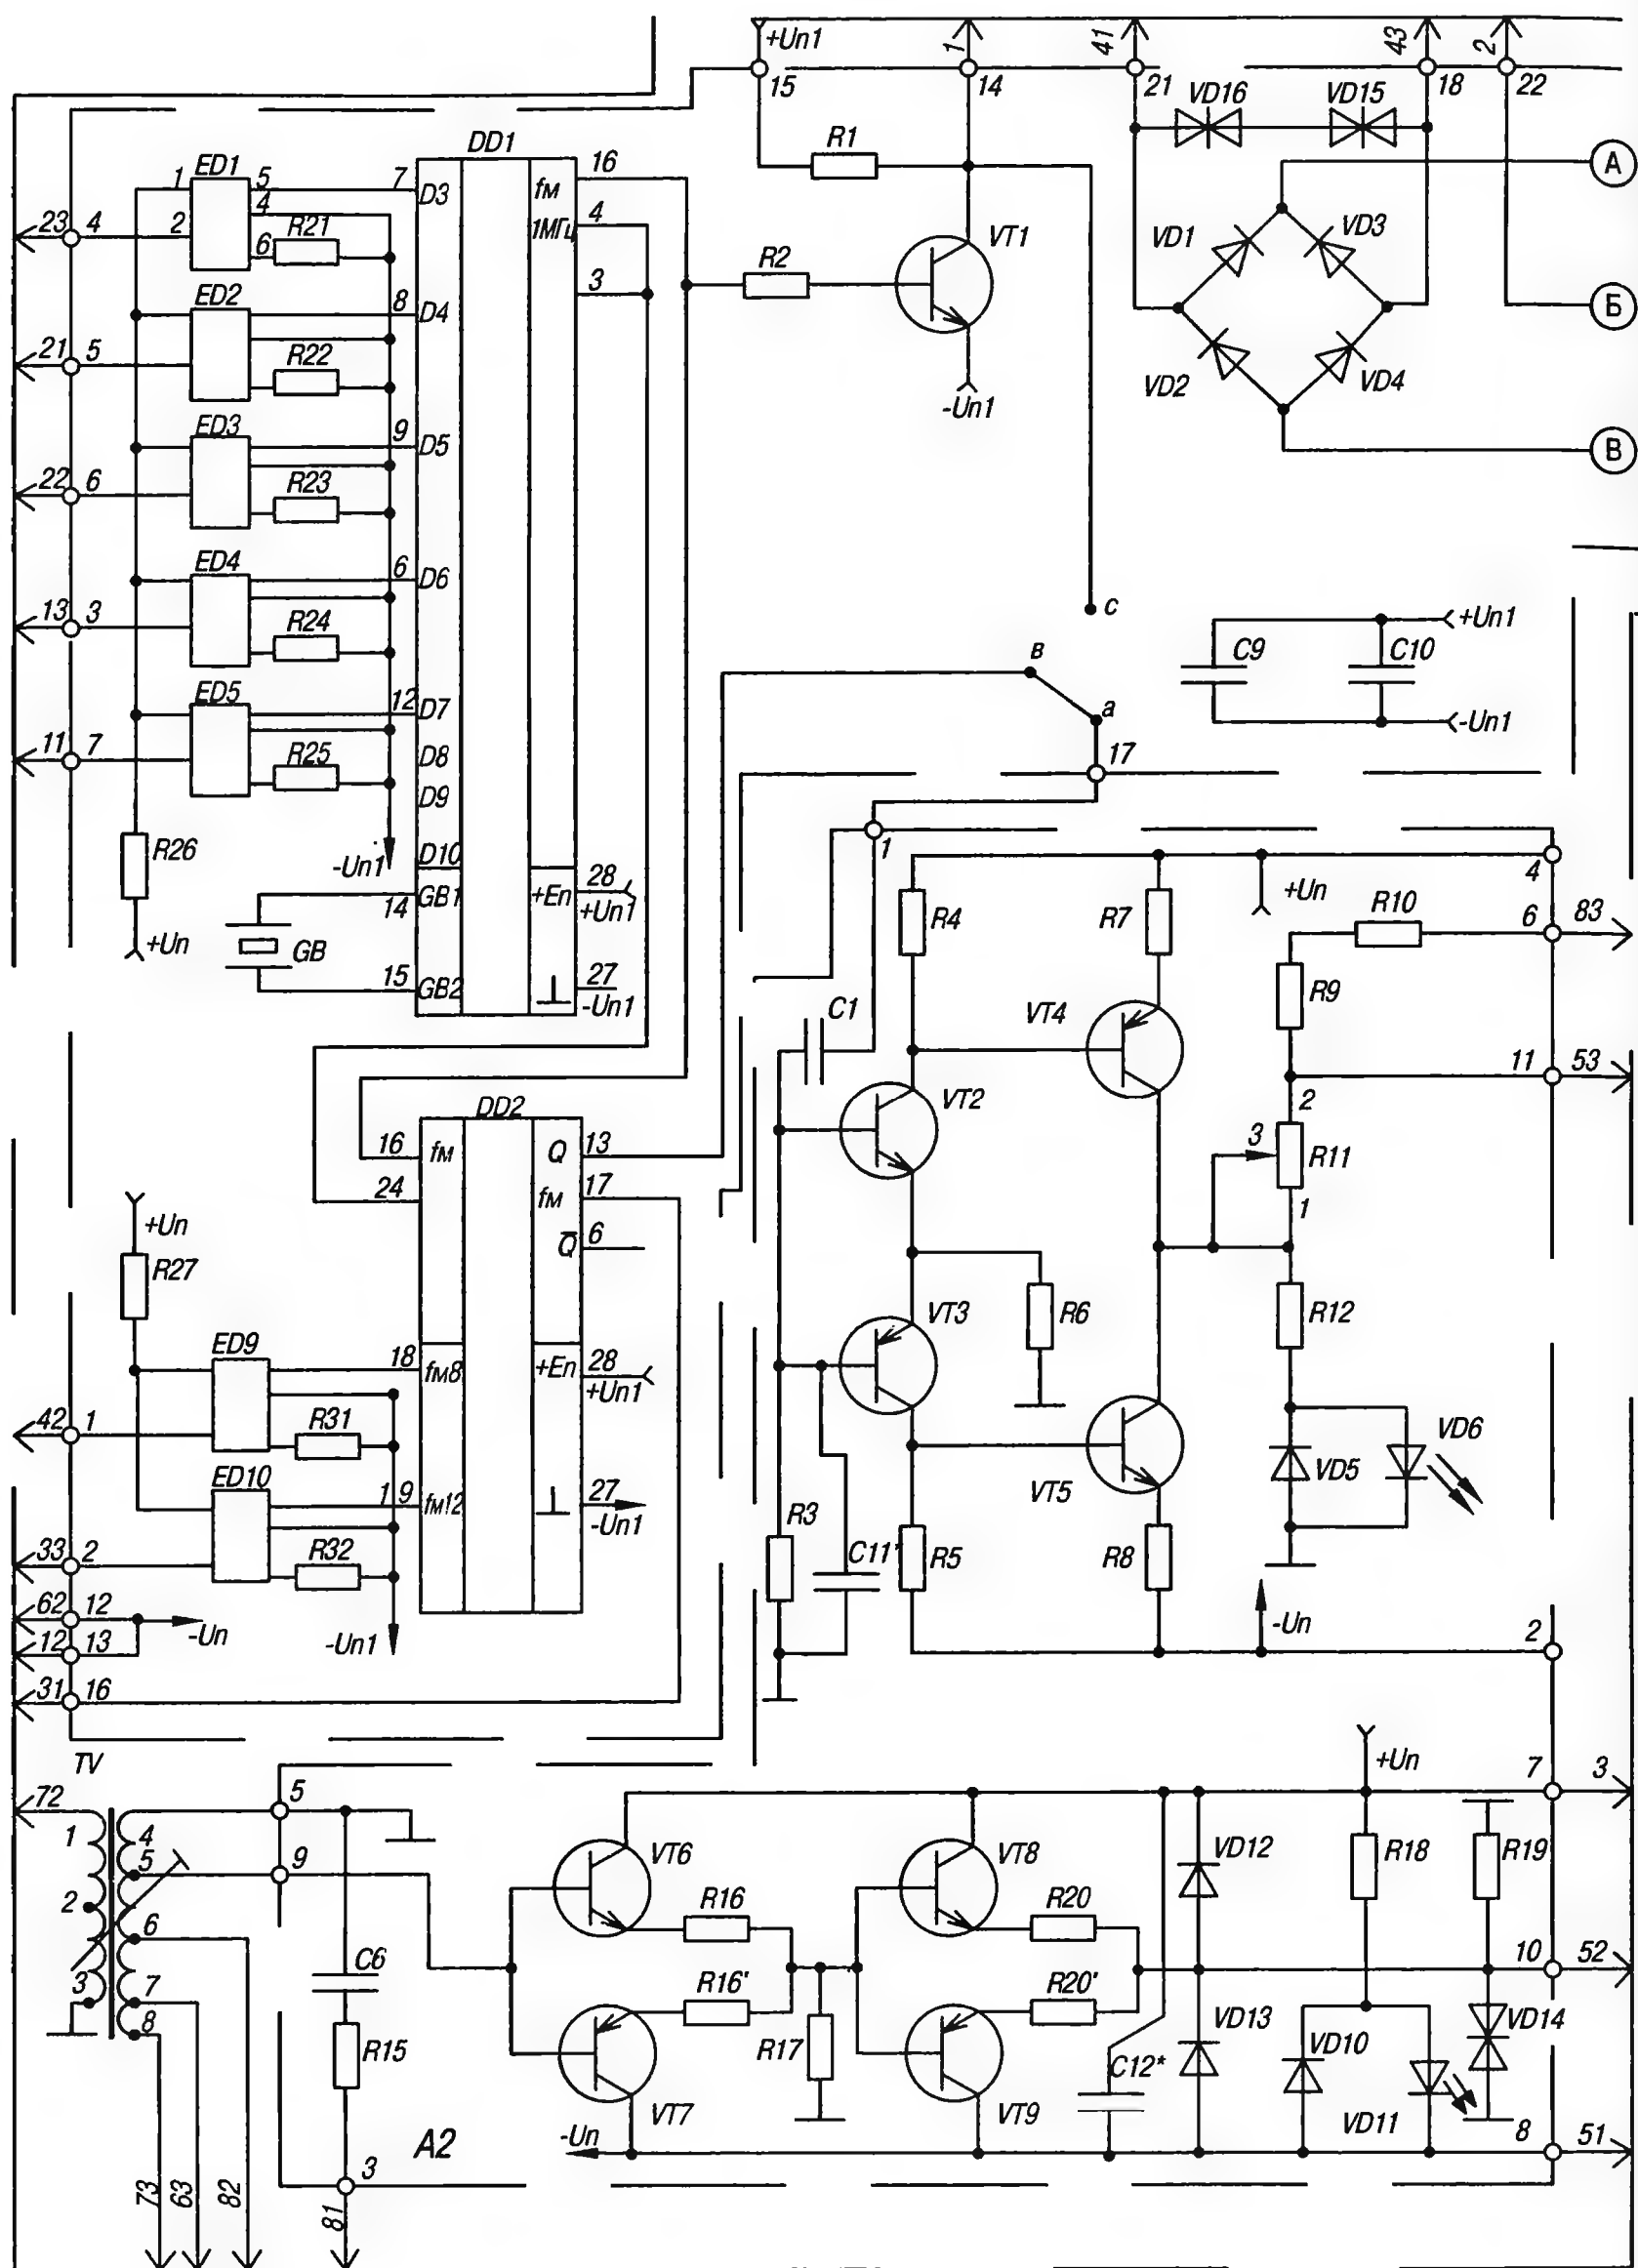 +Un1
1
41
43
2
15
14
21
18
22
VD16
VD15
DD1
R1
A
ED1
1
5
7
D3
fм
16
4
2
1МГц
4
23
4
6
R21
VT1
VD1
VD3
3
R2
ED2
8
D4
Б
21
5
R22
-Un1
VD2
VD4
ED3
9
D5
В
22
6
R23
ED4
6
D6
13
3
R24
с
+Un1
C9
C10
в
ED5
12
D7
а
-Un1
11
7
R25
D8
17
D9
R26
-Un1
D10
1
4
14
GB1
+En
28
+Un1
R4
R7
+Un
R10
6
83
+Un
GB
15
GB2
27
-Un1
R9
C1
VT4
11
53
DD2
VT2
2
16
fм
Q
13
3
R11
24
fм
17
1
+Un
Q̅
6
R27
VT3
R6
R12
ED9
18
fм8
+En
28
+Un1
42
1
R31
VD6
VD5
ED10
VT5
19
fм12
27
-Un1
R3
33
2
R32
C11*
R5
R8
62
12
-Un
-Un
12
13
-Un1
2
31
16
TV
+Un
72
5
7
3
1
4
VT6
VT8
VD12
R18
R19
5
9
2
R16
R20
6
C6
10
52
3
7
R16'
R20'
8
R15
R17
VD13
VD10
VD14
C12*
VT7
VT9
VD11
A2
-Un
8
51
3
73
63
82
81